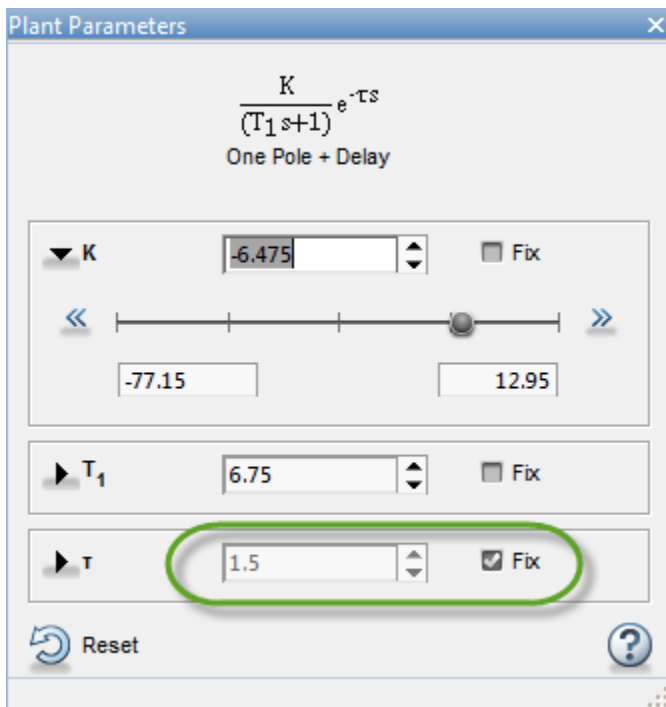 Plant Parameters
K
(T₁s+1) e^-τs
One Pole + Delay
K -6.475 Fix
-77.15 12.95
T₁ 6.75 Fix
τ 1.5 Fix
Reset ?